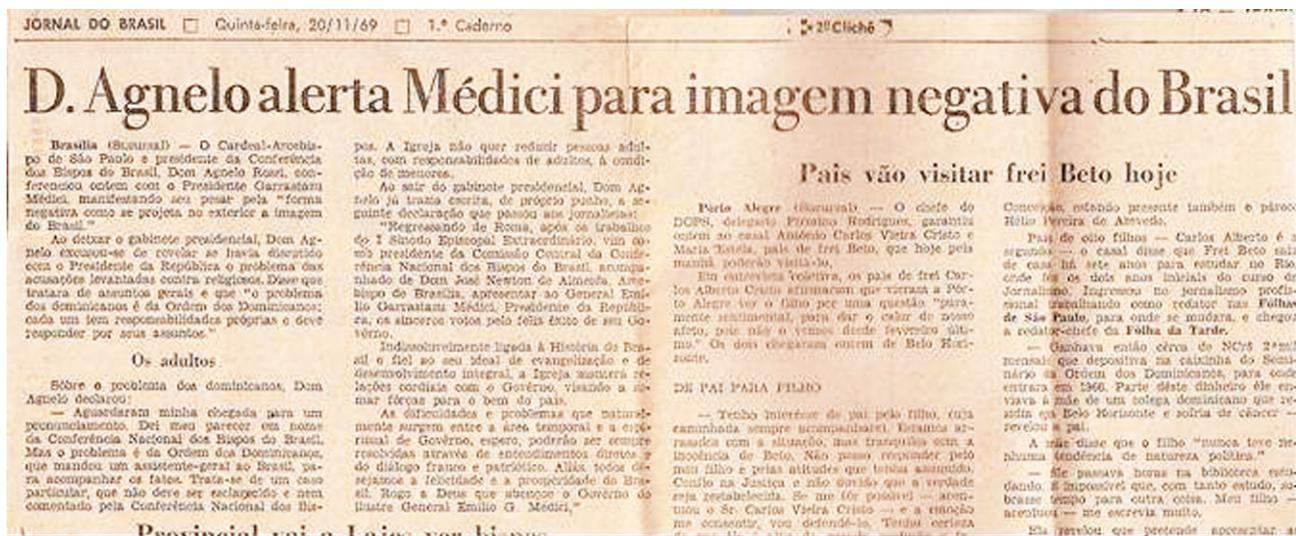 JORNAL DO BRASIL □ Quinta-feira, 20/11/69 □ 1.º Caderno
2º Clichê
D. Agnelo alerta Médici para imagem negativa do Brasil
Brasília (Sucursal) — O Cardeal-Arcebis-
po de São Paulo e presidente da Conferência
dos Bispos do Brasil, Dom Agnelo Rossi, con-
ferenciou ontem com o Presidente Garrastazu
Médici, manifestando seu pesar pela "forma
negativa como se projeta no exterior a imagem
do Brasil."
Ao deixar o gabinete presidencial, Dom Ag-
nelo escusou-se de revelar se havia discutido
com o Presidente da República o problema das
acusações levantadas contra religiosos. Disse que
tratara de assuntos gerais e que "o problema
dos dominicanos é da Ordem dos Dominicanos;
cada um tem responsabilidades próprias e deve
responder por seus assuntos."
Os adultos
Sôbre o problema dos dominicanos, Dom
Agnelo declarou:
— Aguardaram minha chegada para um
pronunciamento. Dei meu parecer em nome
da Conferência Nacional dos Bispos do Brasil.
Mas o problema é da Ordem dos Dominicanos,
que mandou um assistente-geral ao Brasil, pa-
ra acompanhar os fatos. Trata-se de um caso
particular, que não deve ser esclarecido e nem
comentado pela Conferência Nacional dos Bis-
pos. A Igreja não quer reduzir pessoas adul-
tas, com responsabilidades de adultos, à condi-
ção de menores.
Ao sair do gabinete presidencial, Dom Ag-
nelo já trazia escrita, de próprio punho, a se-
guinte declaração que passou aos jornalistas:
"Regressando de Roma, após os trabalhos
do I Sínodo Episcopal Extraordinário, vim co-
mo presidente da Comissão Central da Confe-
rência Nacional dos Bispos do Brasil, acompa-
nhado de Dom José Newton de Almeida, Arce-
bispo de Brasília, apresentar ao General Emí-
lio Garrastazu Médici, Presidente da Repúbli-
ca, os sinceros votos pelo feliz êxito de seu Go-
vêrno.
Indissoluvelmente ligada à História do Bra-
sil e fiel ao seu ideal de evangelização e de
desenvolvimento integral, a Igreja manterá re-
lações cordiais com o Govêrno, visando a so-
mar fôrças para o bem do país.
As dificuldades e problemas que natural-
mente surgem entre a área temporal e a espi-
ritual de Govêrno, espero, poderão ser sempre
resolvidas através de entendimentos diretos e
do diálogo franco e patriótico. Aliás, todos de-
sejamos a felicidade e a prosperidade do Bra-
sil. Rogo a Deus que abençoe o Govêrno do
ilustre General Emílio G. Médici."
Provincial vai a Lajes ver bispos
Pais vão visitar frei Beto hoje
Pôrto Alegre (Sucursal) — O chefe do
DOPS, delegado Firmino Rodrigues, garantiu
ontem ao casal Antônio Carlos Vieira Cristo e
Maria Estela, pais de frei Beto, que hoje pela
manhã poderão visitá-lo.
Em entrevista coletiva, os pais de frei Car-
los Alberto Cristo afirmaram que vieram a Pôr-
to Alegre ver o filho por uma questão "pura-
mente sentimental, para dar o calor de nosso
afeto, pois não o vimos desde fevereiro últi-
mo." Os dois chegaram ontem de Belo Hori-
zonte.
DE PAI PARA FILHO
— Tenho interêsse de pai pelo filho, cuja
caminhada sempre acompanhei. Estamos ar-
rasados com a situação, mas tranquilos com a
inocência de Beto. Não posso responder pelo
meu filho e pelas atitudes que tenha assumido.
Confio na Justiça e não duvido que a verdade
seja restabelecida. Se me fôr possível — acen-
tuou o Sr. Carlos Vieira Cristo — e a emoção
me consentir, vou defendê-lo. Tenho certeza
Conceição, estando presente também o pároco
Hélio Pereira de Azevedo.
Pais de oito filhos — Carlos Alberto é o
segundo — o casal disse que Frei Beto saiu
de casa há sete anos para estudar no Rio,
onde fêz os dois anos iniciais do curso de
Jornalismo. Ingressou no jornalismo profis-
sional trabalhando como redator nas Fôlhas
de São Paulo, para onde se mudara, e chegou
a redator-chefe da Fôlha da Tarde.
— Ganhava então cêrca de NCr$ 2 mil
mensais que depositava na caixinha do Semi-
nário da Ordem dos Dominicanos, para onde
entrara em 1966. Parte dêste dinheiro êle en-
viava à mãe de um colega dominicano que re-
sidia em Belo Horizonte e sofria de câncer —
revelou o pai.
A mãe disse que o filho "nunca teve ne-
nhuma tendência de natureza política."
— Êle passava horas na biblioteca estu-
dando. É impossível que, com tanto estudo, so-
brasse tempo para outra coisa. Meu filho —
acentuou — me escrevia muito.
Ela revelou que pretende apresentar